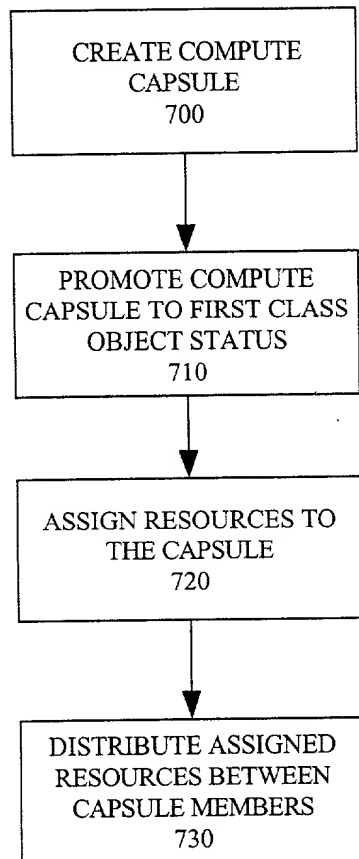 CREATE COMPUTE
CAPSULE
700
PROMOTE COMPUTE
CAPSULE TO FIRST CLASS
OBJECT STATUS
710
ASSIGN RESOURCES TO
THE CAPSULE
720
DISTRIBUTE ASSIGNED
RESOURCES BETWEEN
CAPSULE MEMBERS
730